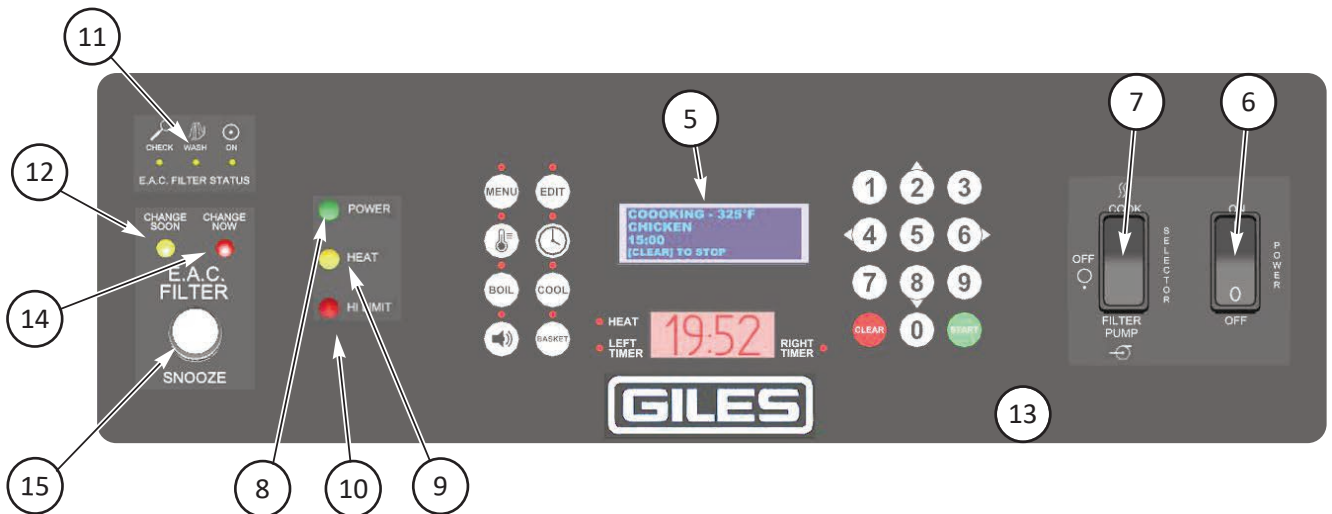 11
12
14
15
8
10
9
5
7
6
13
CHECK WASH ON
E.A.C. FILTER STATUS
CHANGE SOON
CHANGE NOW
E.A.C.
FILTER
SNOOZE
POWER
HEAT
HI LIMIT
MENU EDIT
BOIL COOL
BASKET
COOOKING - 325°F
CHICKEN
15:00
[CLEAR] TO STOP
HEAT
LEFT TIMER
19:52
RIGHT TIMER
GILES
1 2 3
4 5 6
7 8 9
CLEAR 0 START
COOK
OFF
FILTER
PUMP
SELECTOR
ON
0
OFF
POWER